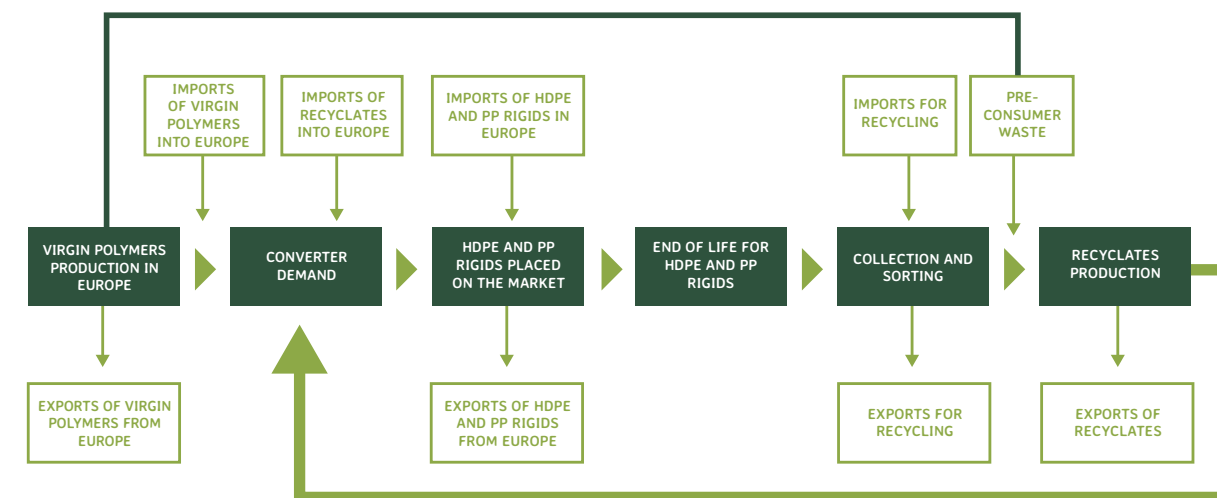 IMPORTS
OF VIRGIN
POLYMERS
INTO EUROPE
IMPORTS OF
RECYCLATES
INTO EUROPE
IMPORTS OF HDPE
AND PP RIGIDS IN
EUROPE
IMPORTS FOR
RECYCLING
PRE-
CONSUMER
WASTE
VIRGIN POLYMERS
PRODUCTION IN
EUROPE
CONVERTER
DEMAND
HDPE AND PP
RIGIDS PLACED
ON THE MARKET
END OF LIFE FOR
HDPE AND PP
RIGIDS
COLLECTION AND
SORTING
RECYCLATES
PRODUCTION
EXPORTS OF VIRGIN
POLYMERS FROM
EUROPE
EXPORTS OF HDPE
AND PP RIGIDS
FROM EUROPE
EXPORTS FOR
RECYCLING
EXPORTS OF
RECYCLATES